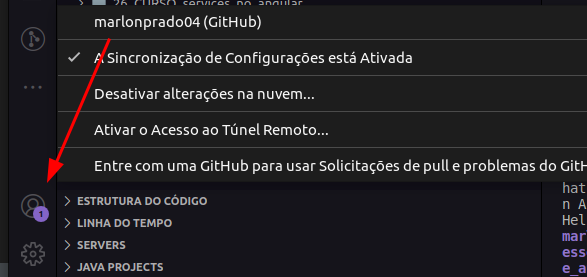 26_CURSO_services_no_angular
marlonprado04 (GitHub)
A Sincronização de Configurações está Ativada
Desativar alterações na nuvem...
Ativar o Acesso ao Túnel Remoto...
Entre com uma GitHub para usar Solicitações de pull e problemas do GitH
1
ESTRUTURA DO CÓDIGO
LINHA DO TEMPO
SERVERS
JAVA PROJECTS
hat
n A
Hel
mar
esse
e_a